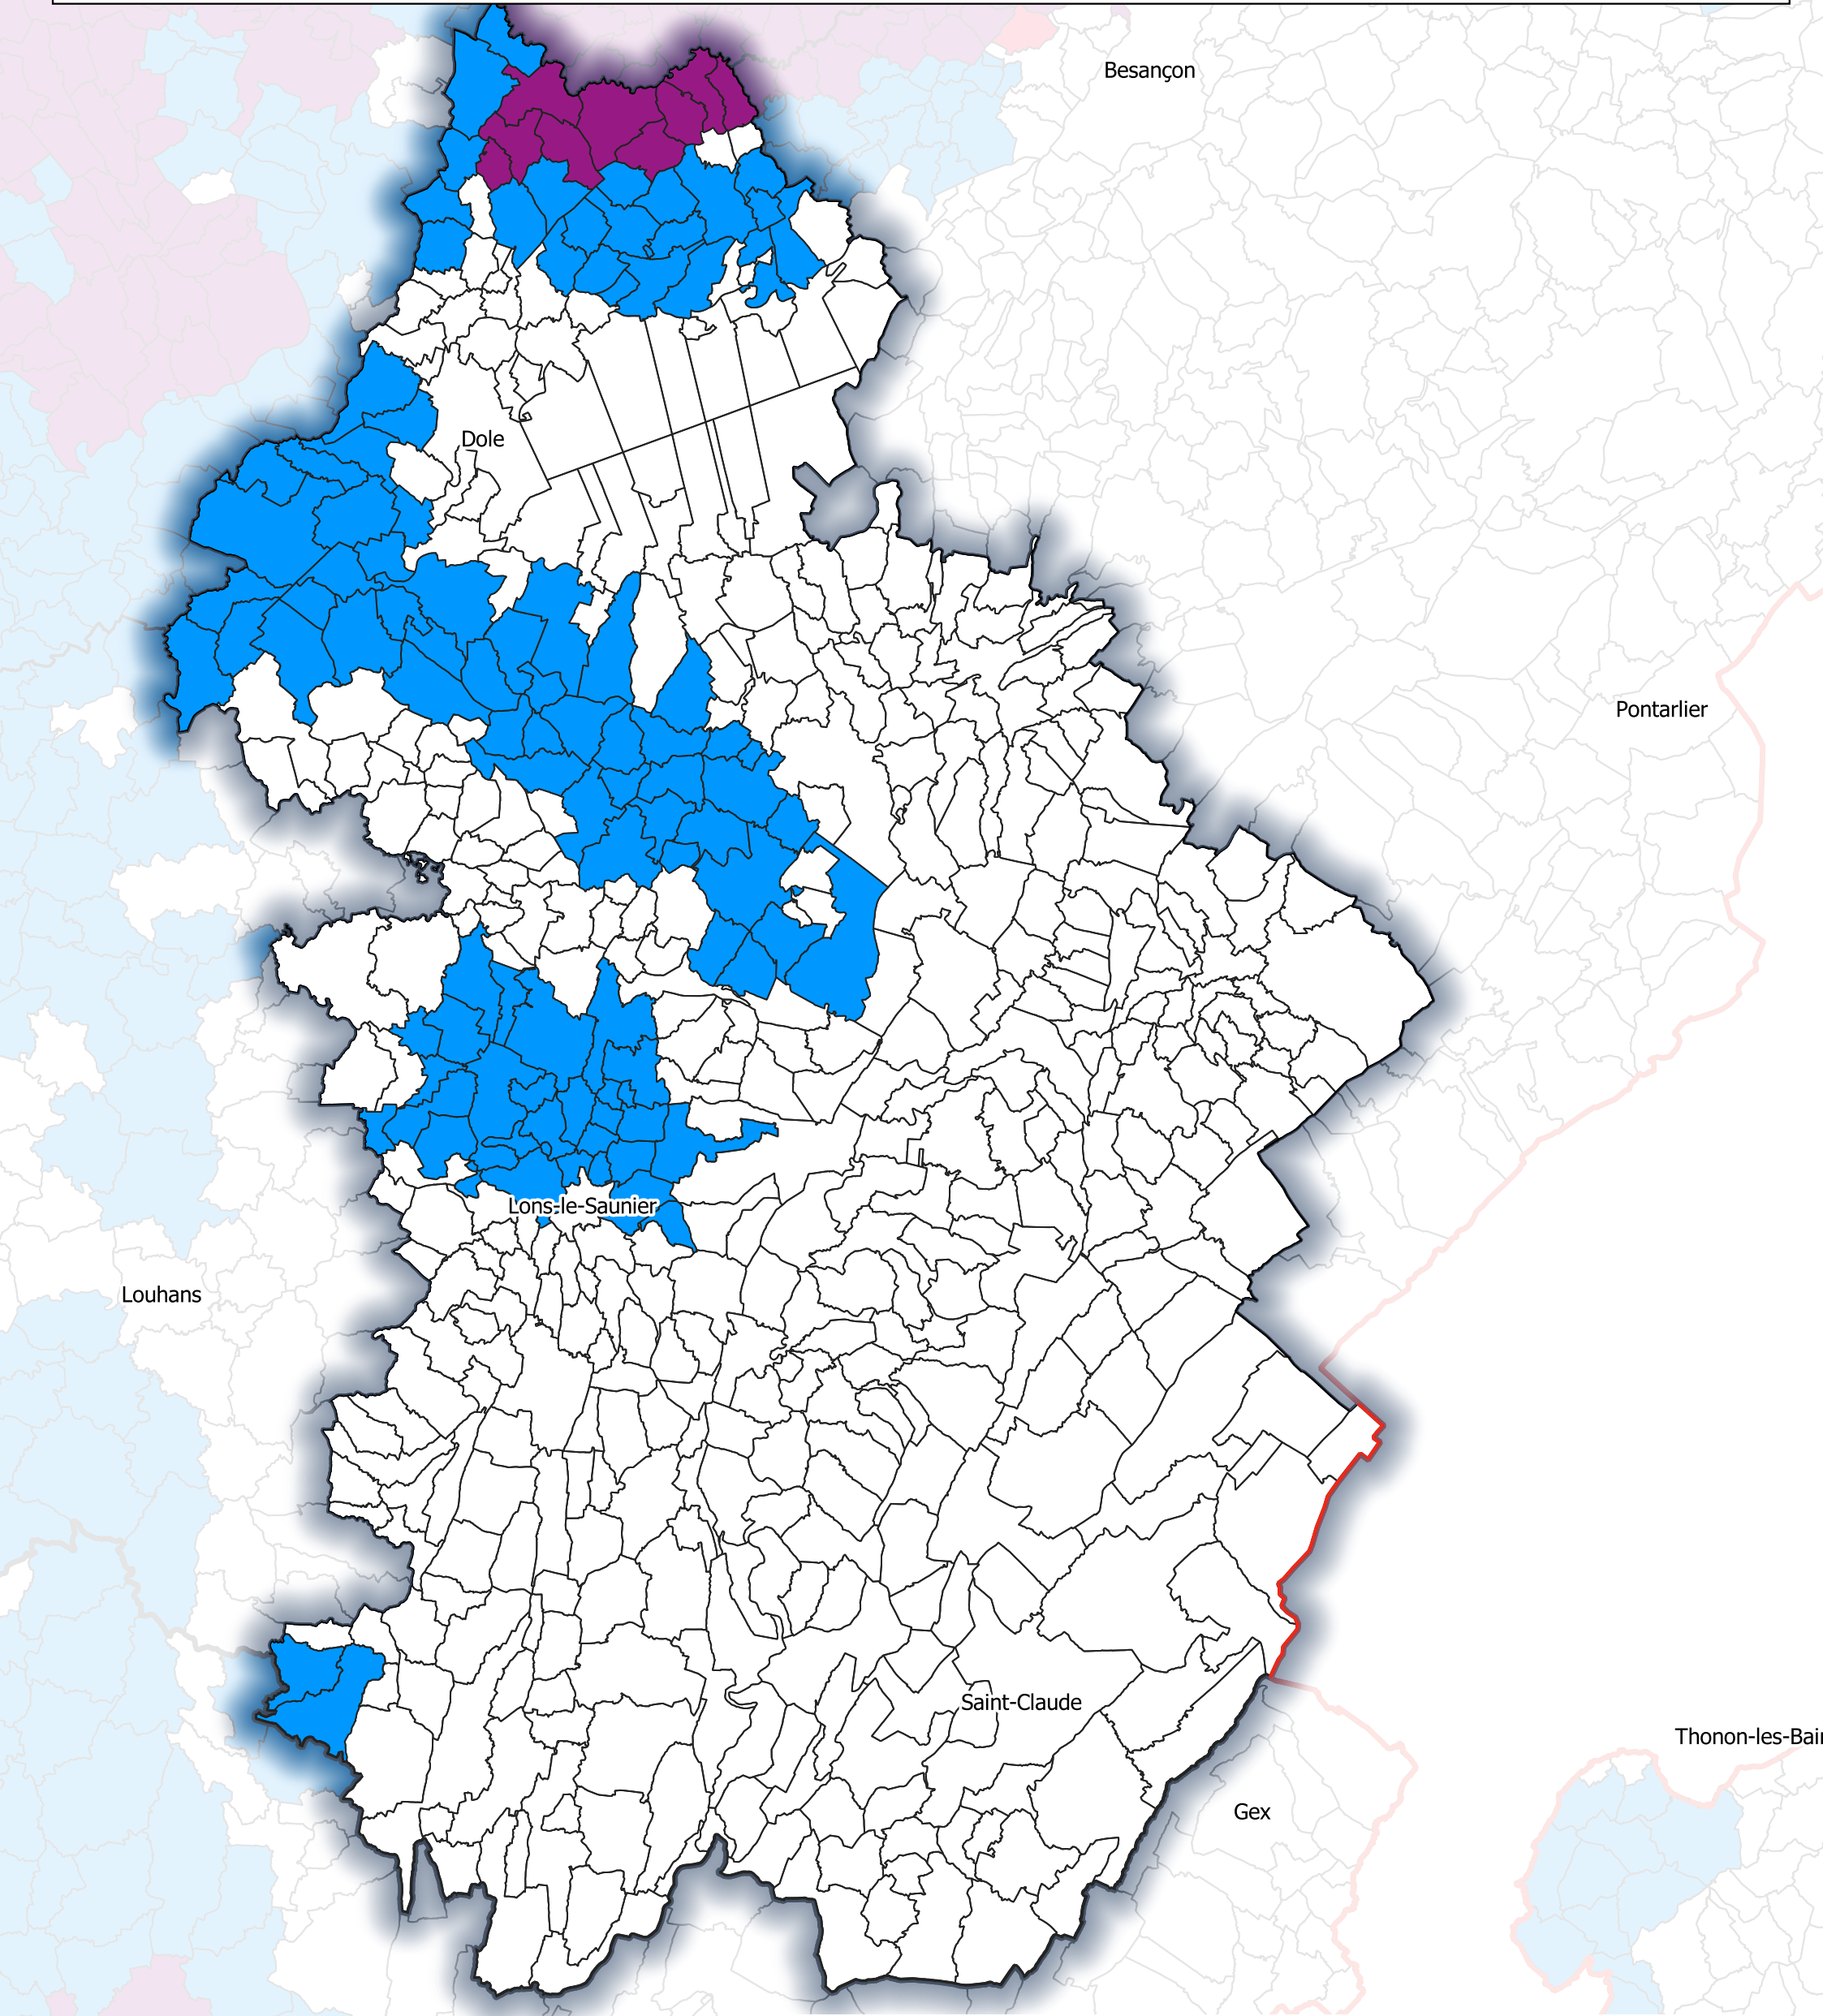 Besançon
Dole
Pontarlier
Lons-le-Saunier
Louhans
Saint-Claude
Thonon-les-Bai
Gex